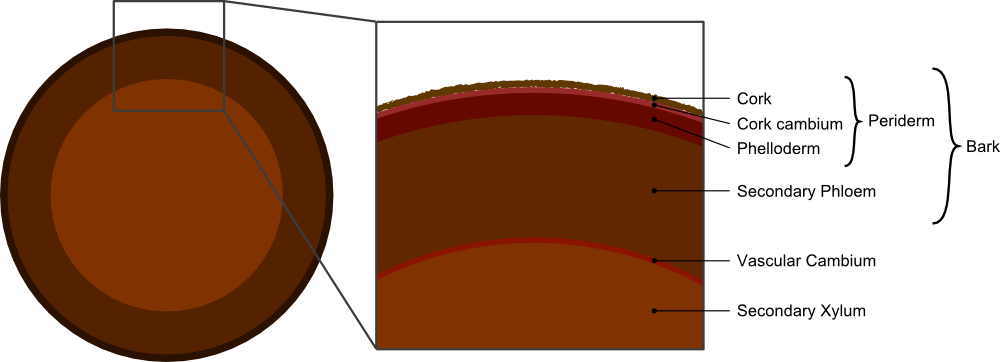 Cork
Cork cambium
Phelloderm
Periderm
Bark
Secondary Phloem
Vascular Cambium
Secondary Xylum